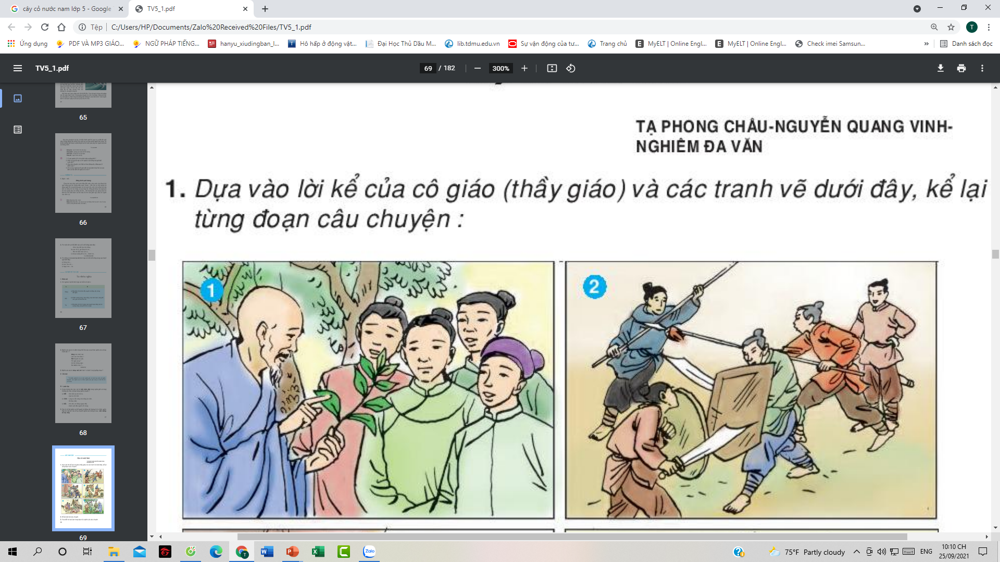 cây cỏ nước nam lớp 5 - Google
TV5_1.pdf
Tệp
C:/Users/HP/Documents/Zalo%20Received%20Files/TV5_1.pdf
T
Ứng dụng
PDF VÀ MP3 GIÁO...
NGỮ PHÁP TIẾNG...
hanyu_xiudingban_l...
Hô hấp ở động vật...
Đại Học Thủ Dầu M...
lib.tdmu.edu.vn
Sự vận động của tư...
Trang chủ
MyELT | Online Engl...
MyELT | Online Engl...
Check imei Samsun...
»
Danh sách đọc
TV5_1.pdf
69 / 182
300%
65
66
67
68
69
TẠ PHONG CHÂU-NGUYỄN QUANG VINH-
NGHIÊM ĐA VĂN
1. Dựa vào lời kể của cô giáo (thầy giáo) và các tranh vẽ dưới đây, kể lại
từng đoạn câu chuyện :
1
2
Zalo
75°F Partly cloudy
ENG
10:10 CH
25/09/2021